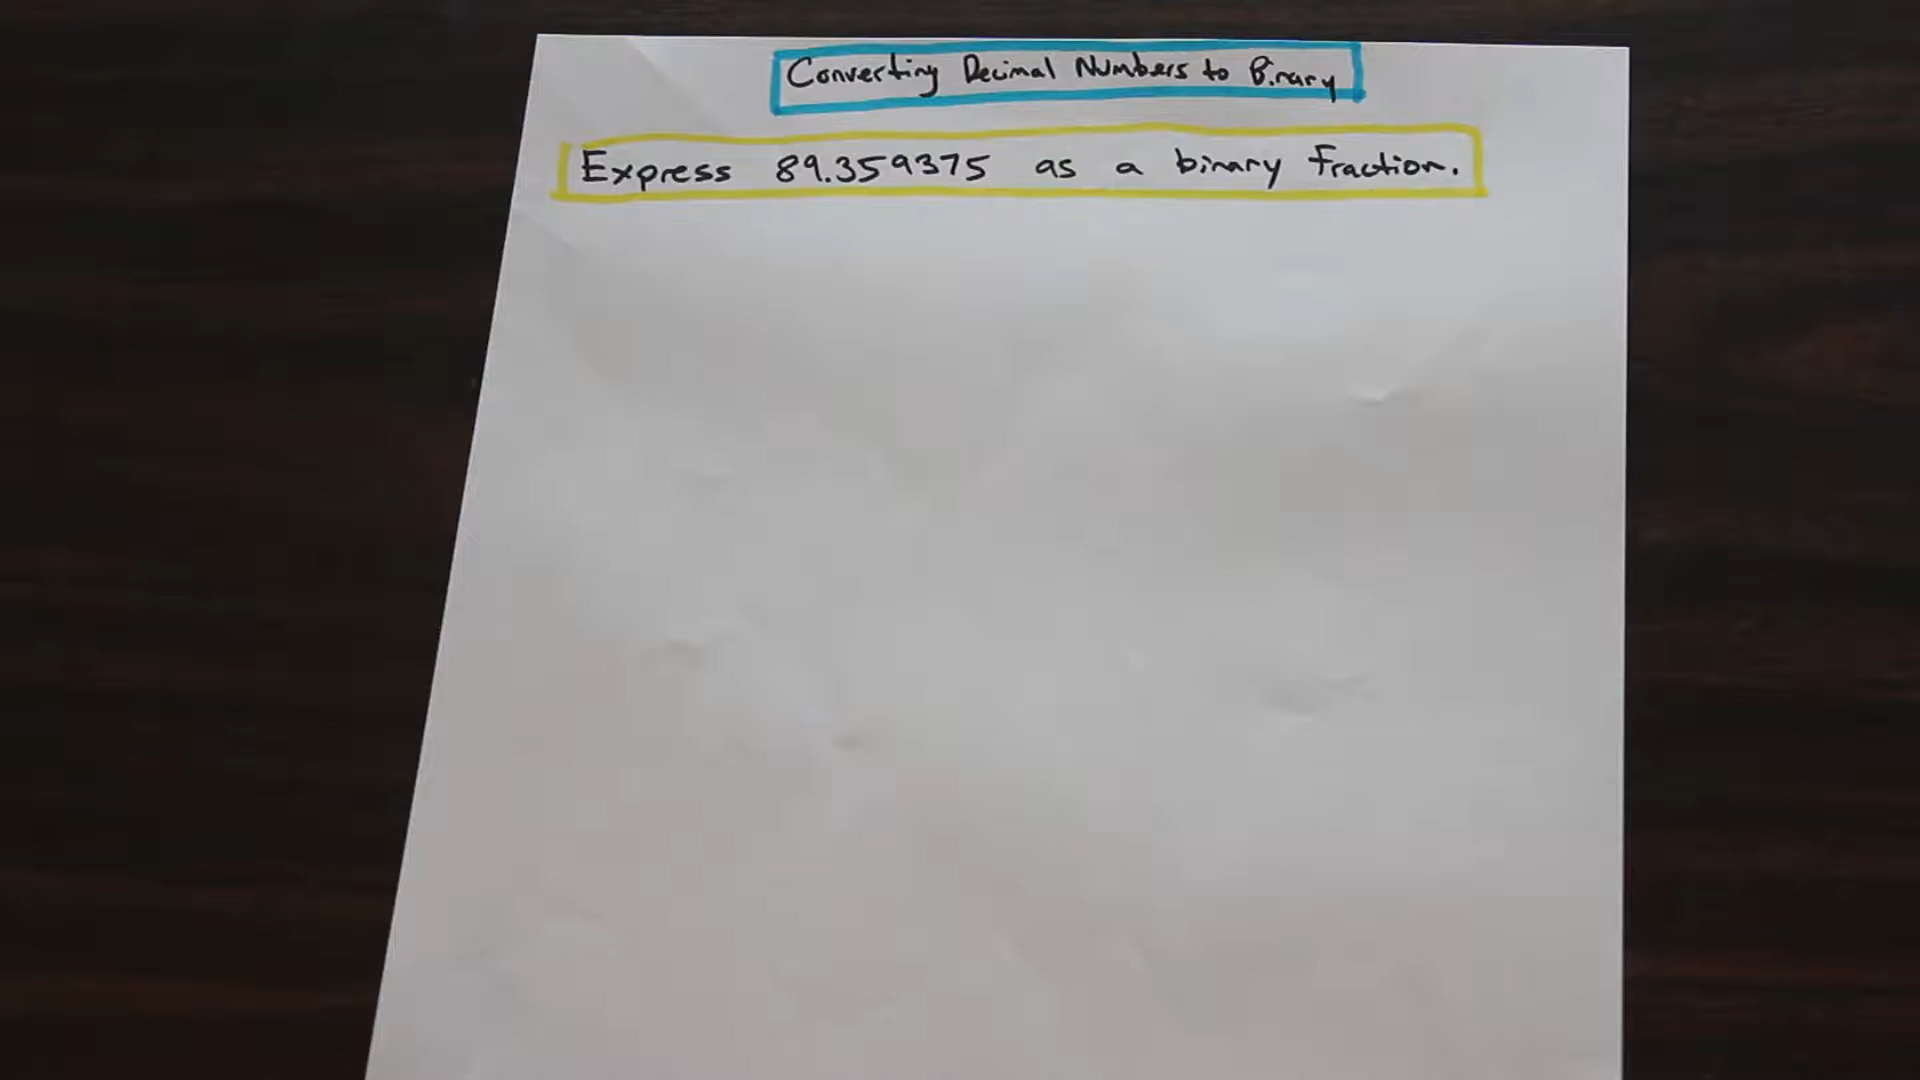 Converting Decimal Numbers to Binary
Express 89.359375 as a binary fraction.